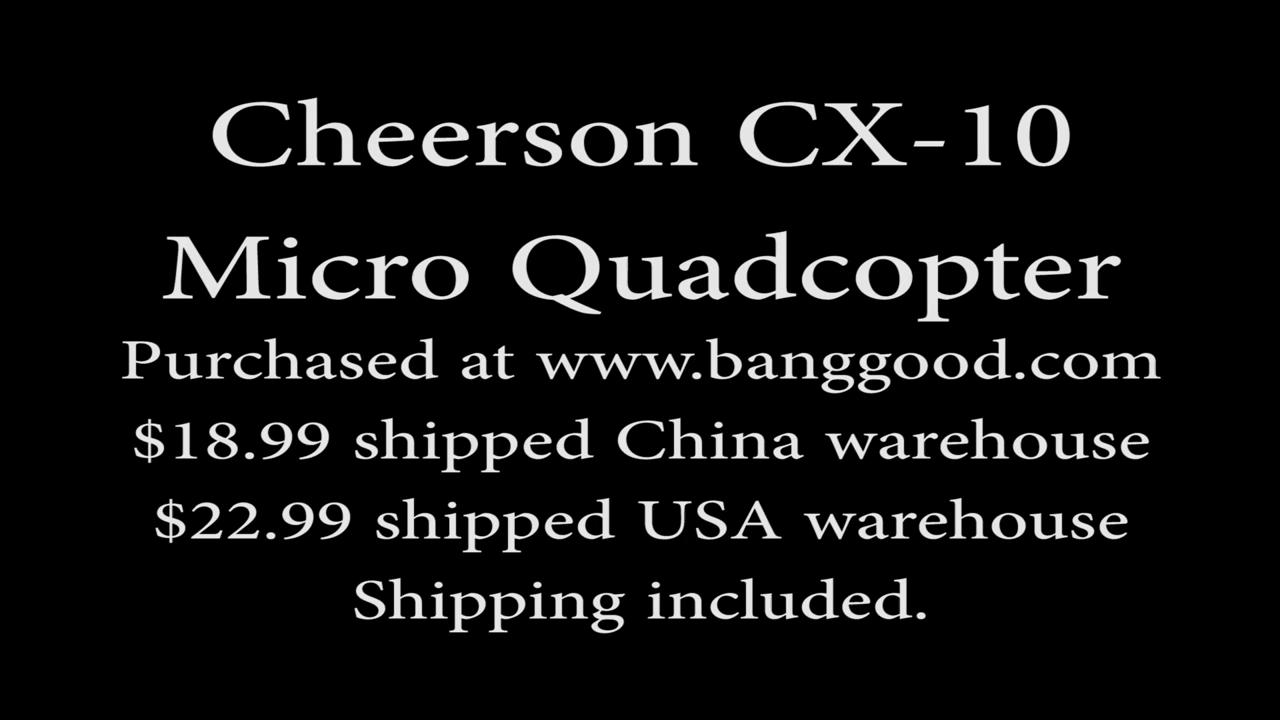 Cheerson CX-10
Micro Quadcopter
Purchased at www.banggood.com
$18.99 shipped China warehouse
$22.99 shipped USA warehouse
Shipping included.